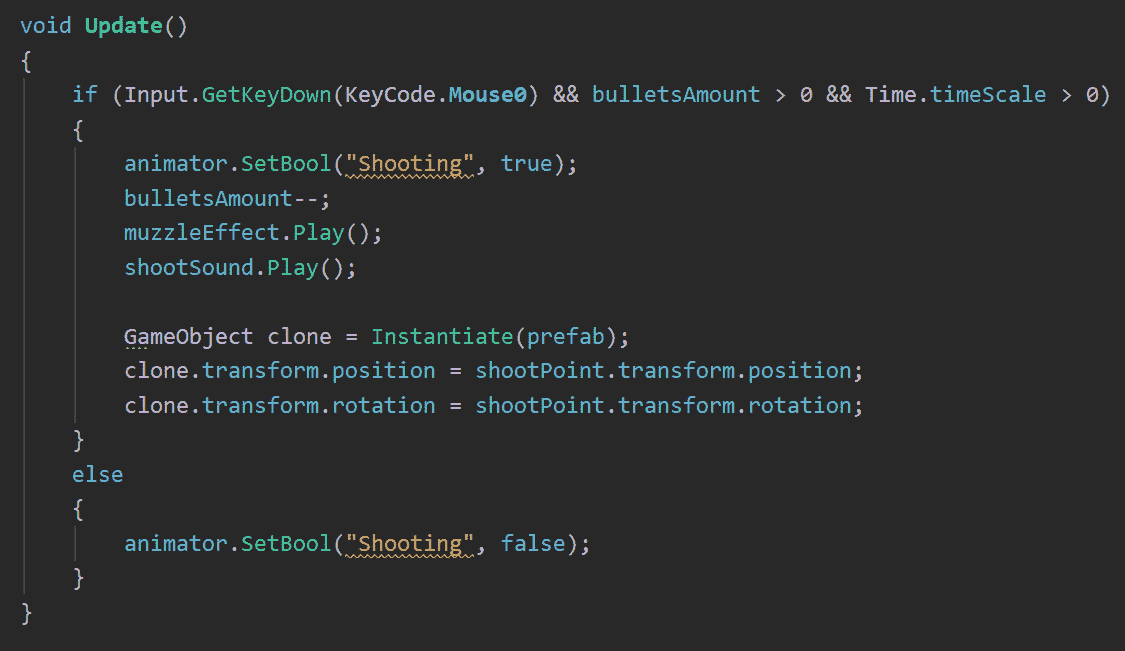 void Update()
{
if (Input.GetKeyDown(KeyCode.Mouse0) && bulletsAmount > 0 && Time.timeScale > 0)
{
animator.SetBool("Shooting", true);
bulletsAmount--;
muzzleEffect.Play();
shootSound.Play();
GameObject clone = Instantiate(prefab);
clone.transform.position = shootPoint.transform.position;
clone.transform.rotation = shootPoint.transform.rotation;
}
else
{
animator.SetBool("Shooting", false);
}
}